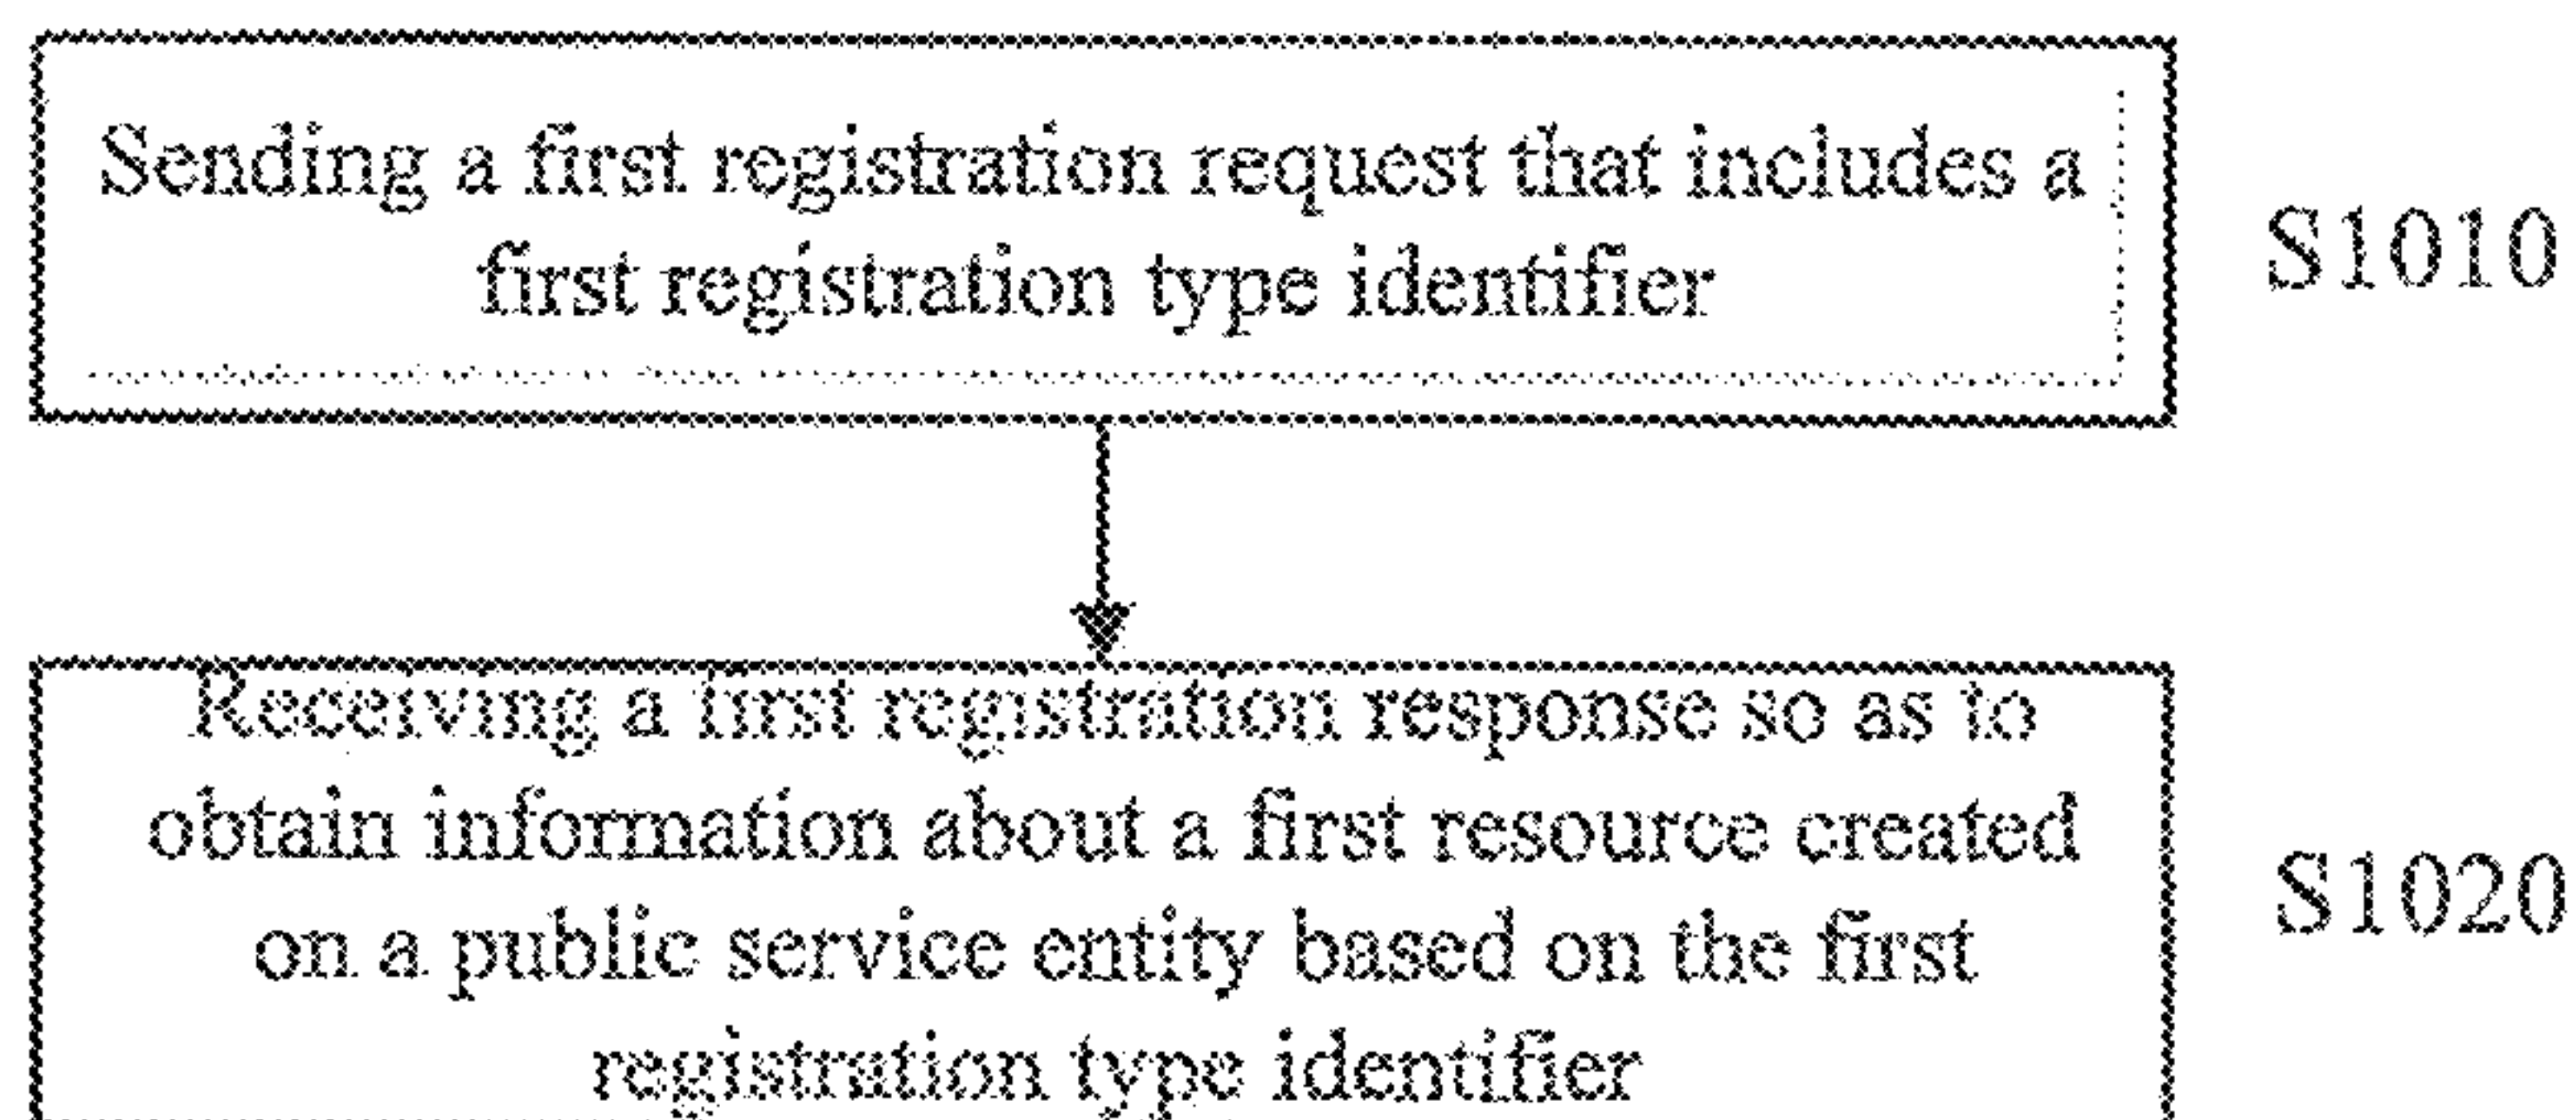 Sending a first registration request that includes a
first registration type identifier
S1010
Receiving a first registration response so as to
obtain information about a first resource created
on a public service entity based on the first
registration type identifier
S1020